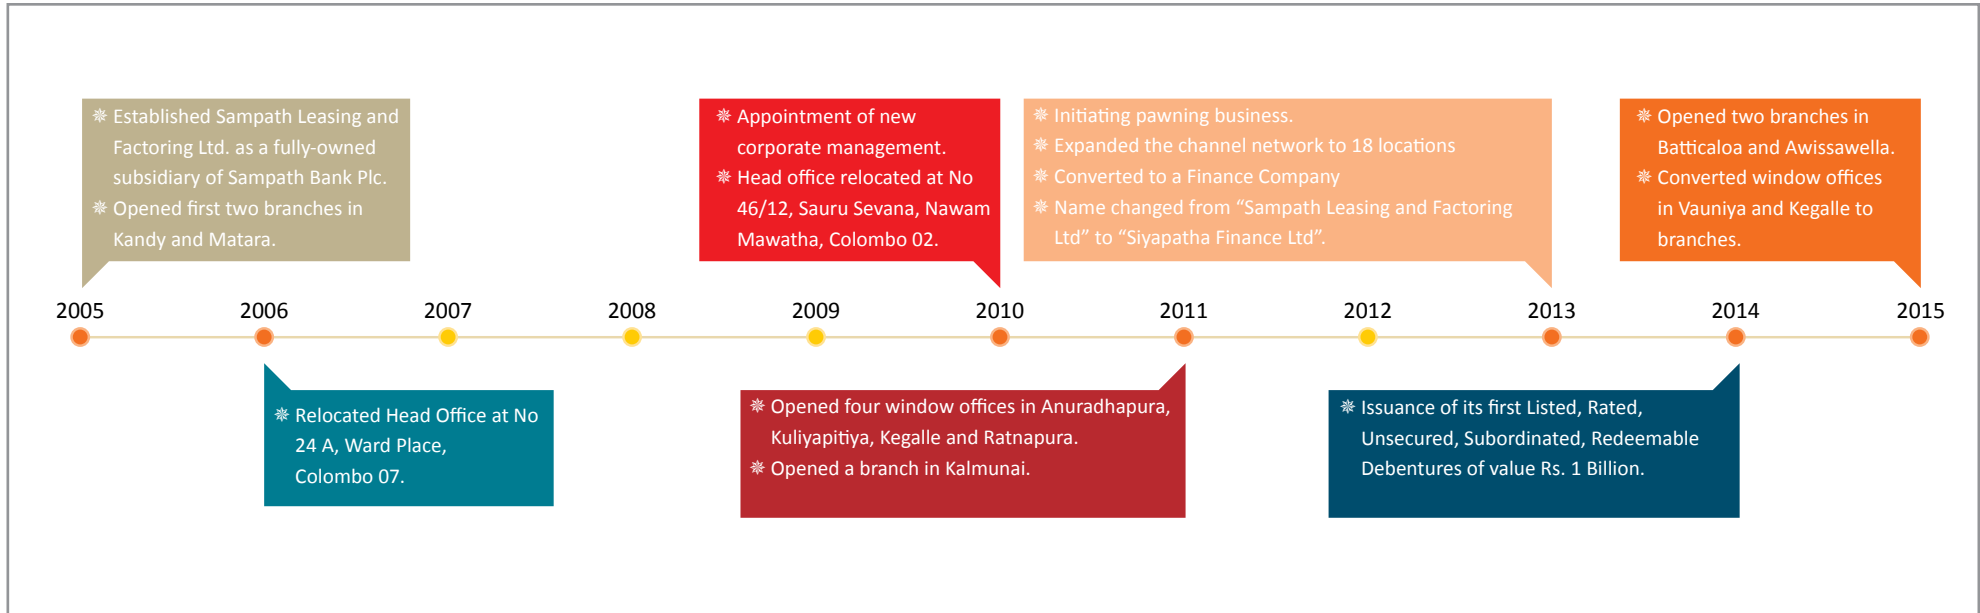 ✵ Established Sampath Leasing and
Factoring Ltd. as a fully-owned
subsidiary of Sampath Bank Plc.
✵ Opened first two branches in
Kandy and Matara.
✵ Appointment of new
corporate management.
✵ Head office relocated at No
46/12, Sauru Sevana, Nawam
Mawatha, Colombo 02.
✵ Initiating pawning business.
✵ Expanded the channel network to 18 locations
✵ Converted to a Finance Company
✵ Name changed from “Sampath Leasing and Factoring
Ltd” to “Siyapatha Finance Ltd”.
✵ Opened two branches in
Batticaloa and Awissawella.
✵ Converted window offices
in Vauniya and Kegalle to
branches.
2005 2006 2007 2008 2009 2010 2011 2012 2013 2014 2015
✵ Relocated Head Office at No
24 A, Ward Place,
Colombo 07.
✵ Opened four window offices in Anuradhapura,
Kuliyapitiya, Kegalle and Ratnapura.
✵ Opened a branch in Kalmunai.
✵ Issuance of its first Listed, Rated,
Unsecured, Subordinated, Redeemable
Debentures of value Rs. 1 Billion.